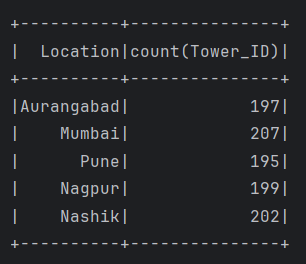 +----------+---------------+
|  Location|count(Tower_ID)|
+----------+---------------+
|Aurangabad|            197|
|    Mumbai|            207|
|      Pune|            195|
|    Nagpur|            199|
|    Nashik|            202|
+----------+---------------+